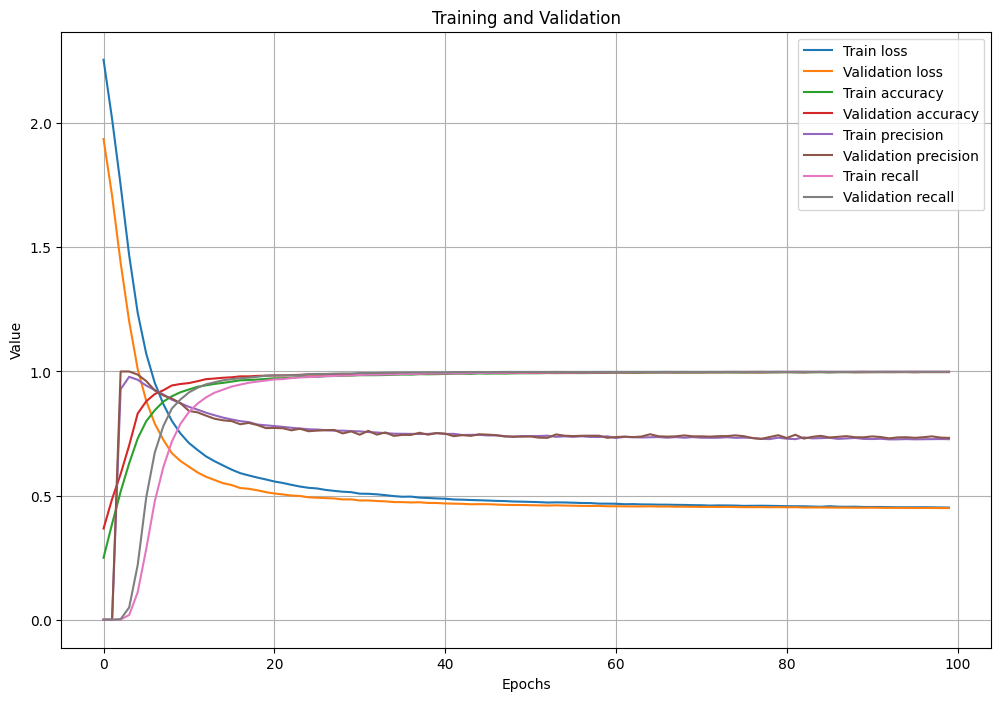 Training and Validation
Train loss
Validation loss
Train accuracy
Validation accuracy
Train precision
Validation precision
Train recall
Validation recall
2.0
1.5
1.0
0.5
0.0
Value
0 20 40 60 80 100
Epochs